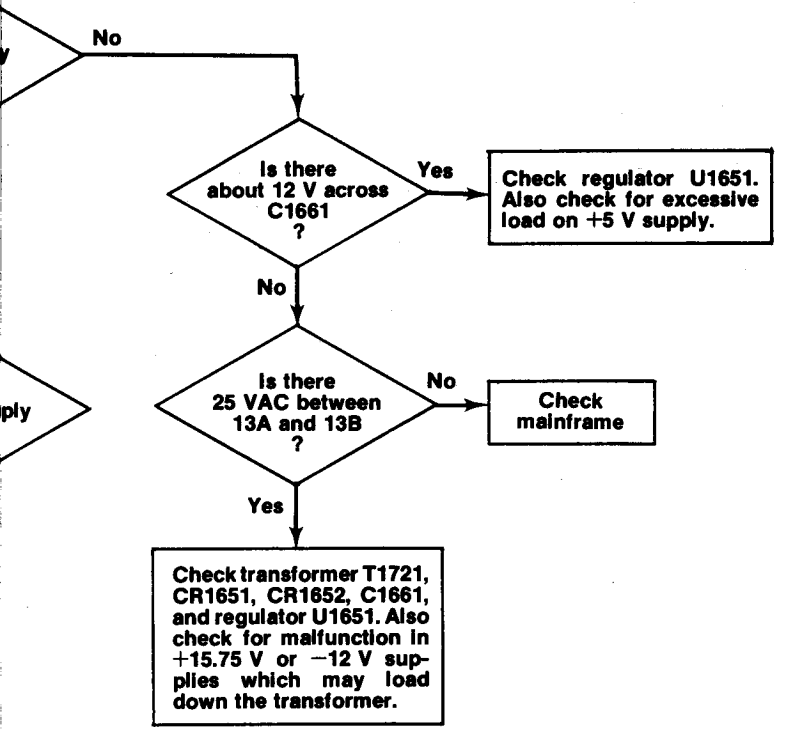 No
Is there
about 12 V across
C1661
?
Yes
Check regulator U1651.
Also check for excessive
load on +5 V supply.
No
Is there
25 VAC between
13A and 13B
?
No
Check
mainframe
Yes
Check transformer T1721,
CR1651, CR1652, C1661,
and regulator U1651. Also
check for malfunction in
+15.75 V or −12 V sup-
plies which may load
down the transformer.